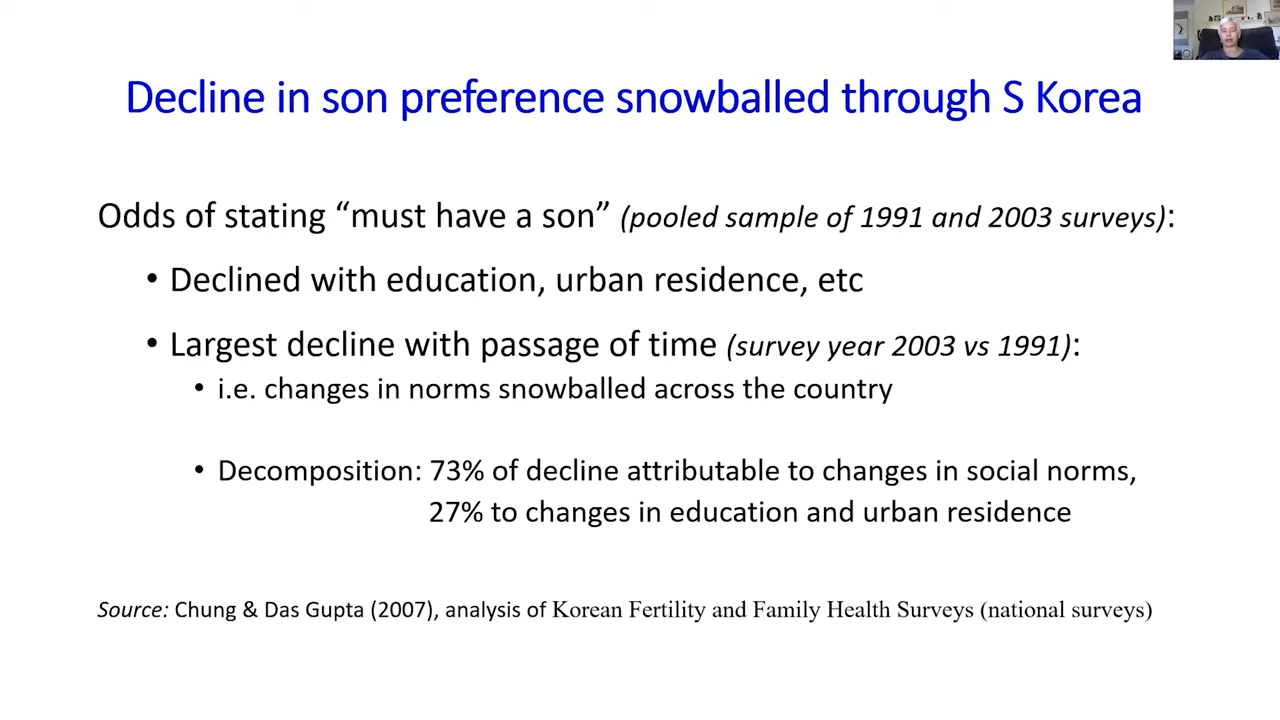 Decline in son preference snowballed through S Korea
Odds of stating “must have a son” (pooled sample of 1991 and 2003 surveys):
• Declined with education, urban residence, etc
• Largest decline with passage of time (survey year 2003 vs 1991):
• i.e. changes in norms snowballed across the country
• Decomposition: 73% of decline attributable to changes in social norms,
27% to changes in education and urban residence
Source: Chung & Das Gupta (2007), analysis of Korean Fertility and Family Health Surveys (national surveys)